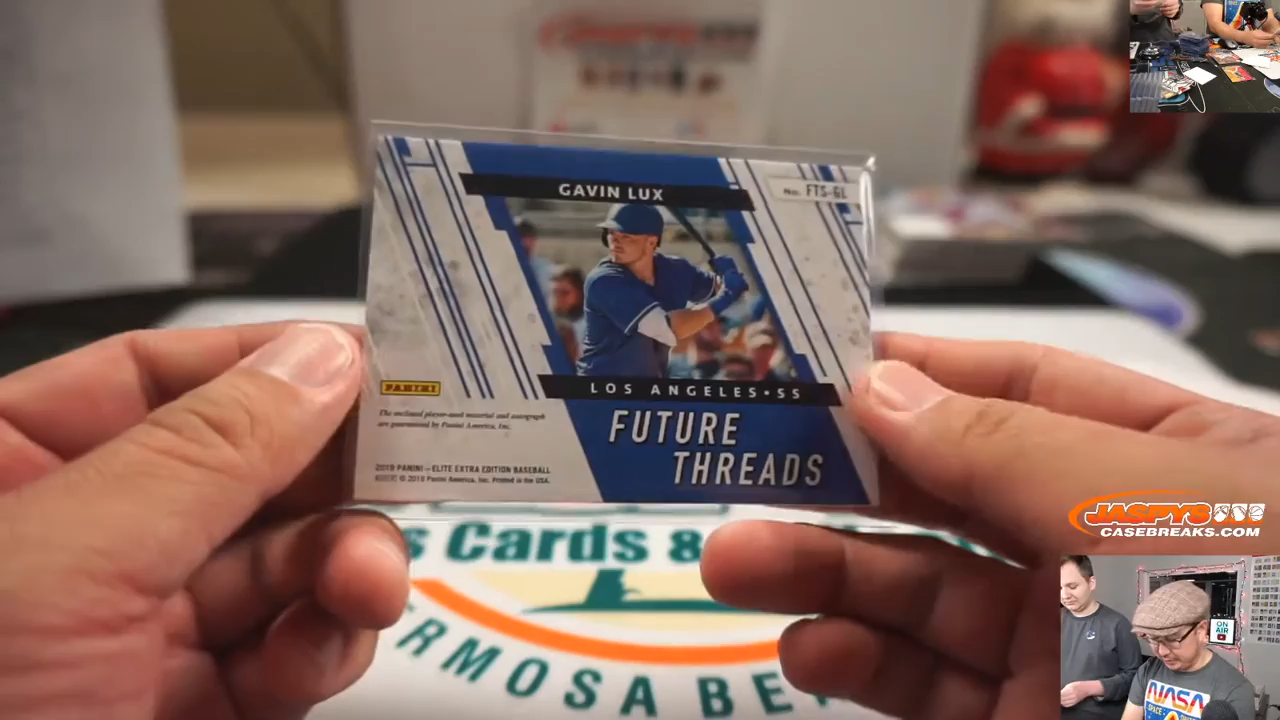 GAVIN LUX
No. FTS-GL
LOS ANGELES • SS
PANINI
The enclosed player-used material and autograph
are guaranteed by Panini America, Inc.
FUTURE
THREADS
2019 PANINI – ELITE EXTRA EDITION BASEBALL
© 2019 Panini America, Inc. Printed in the USA.
s Cards &
RMOSA BE
JASPYS
CASEBREAKS.COM
ON
AIR
NASA
SPACE